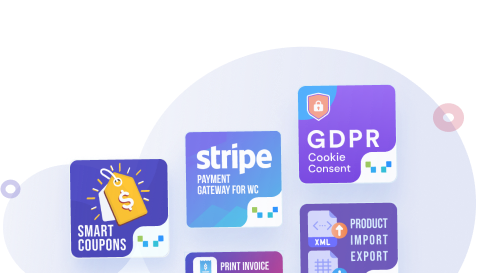 GDPR
Cookie
Consent
stripe
PAYMENT
GATEWAY FOR WC
SMART
COUPONS
$
PRODUCT
IMPORT
EXPORT
XML
PRINT INVOICE